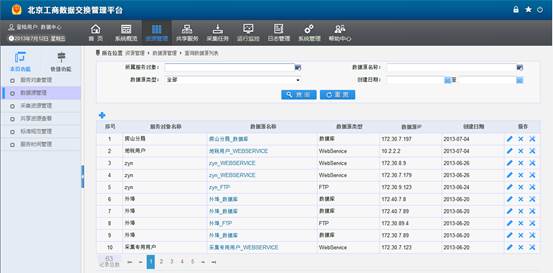 北京工商数据交换管理平台
登陆用户: 数据中心
2013年7月12日 星期五
首 页 系统概览 资源管理 共享服务 采集任务 运行监控 日志管理 系统管理 帮助中心
本页功能 快捷功能
所在位置 资源管理 > 数据源管理 > 查询数据源列表
服务对象管理
数据源管理
采集资源管理
共享资源查看
标准规范管理
服务时间管理
所属服务对象: 数据源名称:
数据源类型: 全部 创建日期: 至
查 询 重 置
序号 服务对象名称 数据源名称 数据源类型 数据源IP 创建日期 操作
1 房山分局 房山分局_数据库 数据库 172.30.7.197 2013-07-04
2 地税用户 地税用户_WEBSERVICE WebService 10.2.2.2 2013-07-04
3 zyn zyn_WEBSERVICE WebService 172.30.8.9 2013-06-26
4 zyn zyn_WEBSERVICE WebService 172.30.7.179 2013-06-26
5 zyn zyn_FTP FTP 172.30.9.123 2013-06-24
6 外埠 外埠_数据库 数据库 172.40.7.8 2013-06-20
7 外埠 外埠_数据库 数据库 172.40.7.89 2013-06-20
8 外埠 外埠_FTP FTP 172.30.89.4 2013-06-20
9 外埠 外埠_数据库 数据库 172.40.7.89 2013-06-20
10 采集专用用户 采集专用用户_WEBSERVICE WebService 172.30.7.123 2013-06-20
63
记录总数
1 2 3 4 5